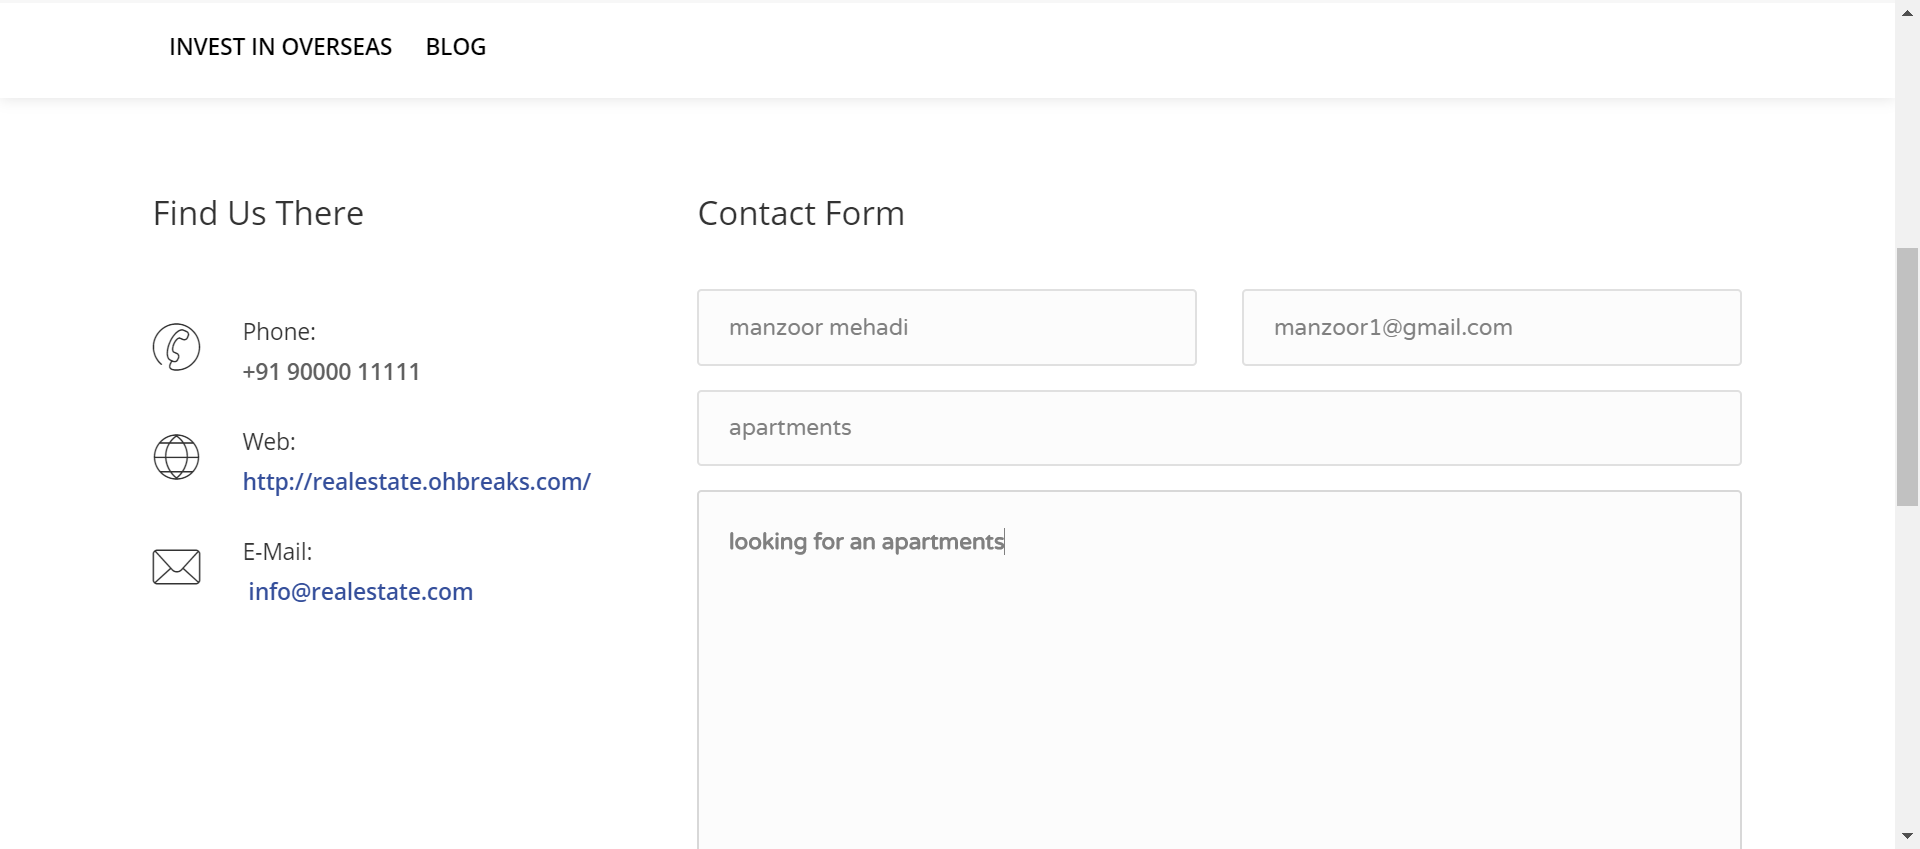 INVEST IN OVERSEAS BLOG
Find Us There
Phone:
+91 90000 11111
Web:
http://realestate.ohbreaks.com/
E-Mail:
info@realestate.com
Contact Form
manzoor mehadi
manzoor1@gmail.com
apartments
looking for an apartments